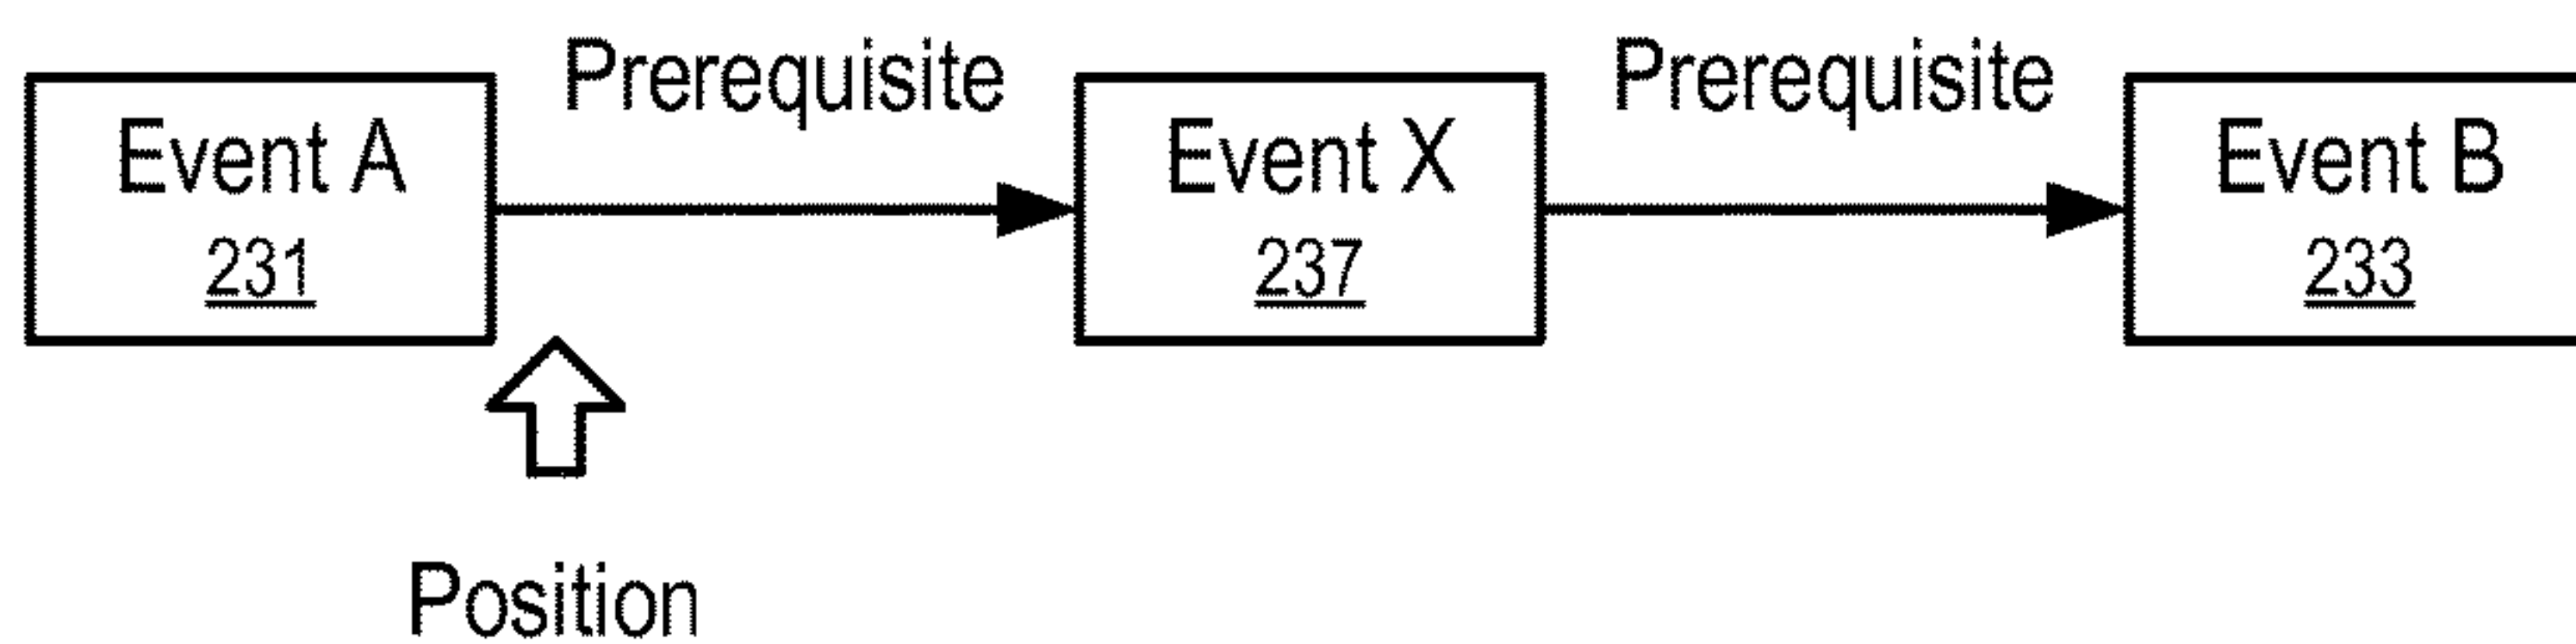 Prerequisite
Prerequisite
Event A
231
Event X
237
Event B
233
Position